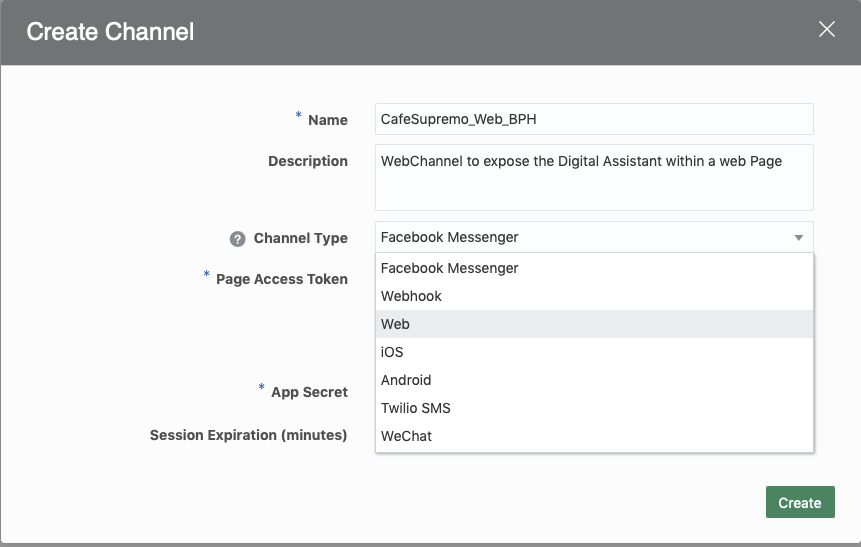 Create Channel
* Name
CafeSupremo_Web_BPH
Description
WebChannel to expose the Digital Assistant within a web Page
? Channel Type
Facebook Messenger
Facebook Messenger
* Page Access Token
Webhook
Web
iOS
Android
* App Secret
Twilio SMS
Session Expiration (minutes)
WeChat
Create